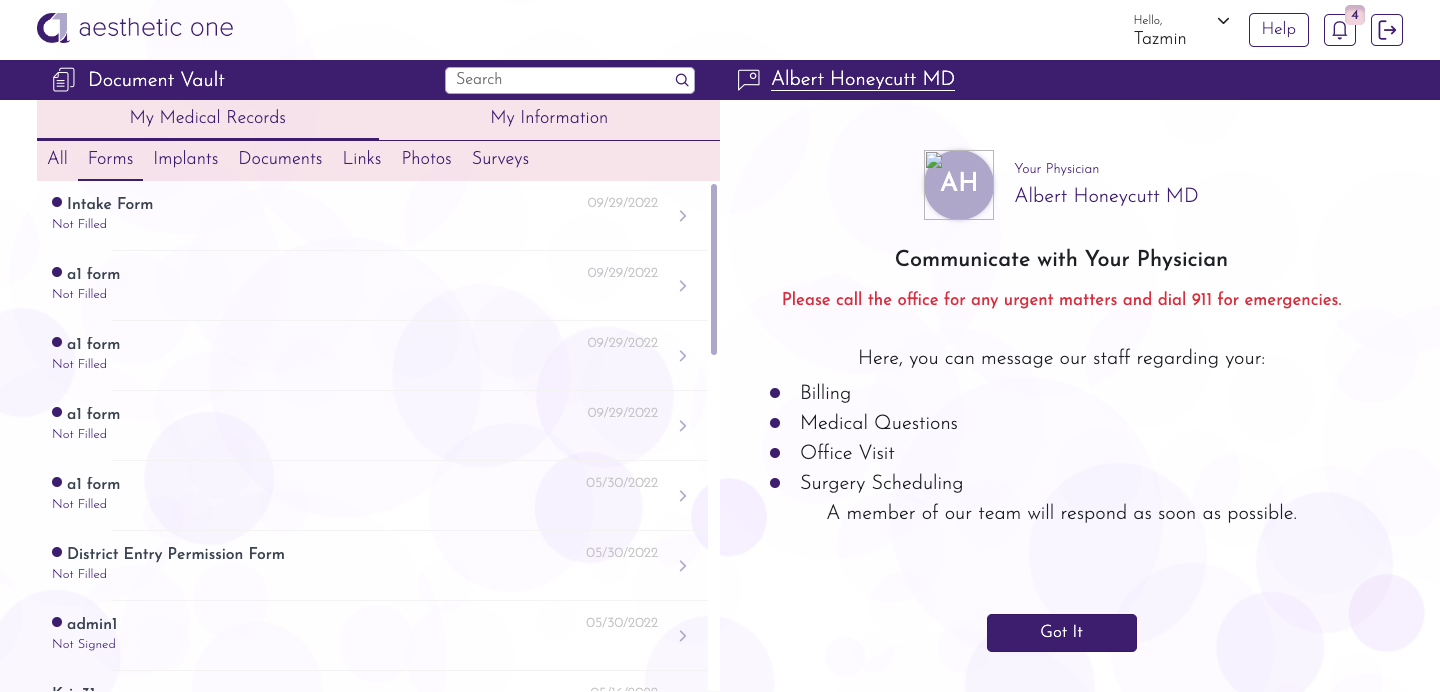 aesthetic one
Hello,
Tazmin
Help
4
Document Vault
Search
Albert Honeycutt MD
My Medical Records
My Information
All
Forms
Implants
Documents
Links
Photos
Surveys
Intake Form
09/29/2022
Not Filled
a1 form
09/29/2022
Not Filled
a1 form
09/29/2022
Not Filled
a1 form
09/29/2022
Not Filled
a1 form
05/30/2022
Not Filled
District Entry Permission Form
05/30/2022
Not Filled
admin1
05/30/2022
Not Signed
AH
Your Physician
Albert Honeycutt MD
Communicate with Your Physician
Please call the office for any urgent matters and dial 911 for emergencies.
Here, you can message our staff regarding your:
Billing
Medical Questions
Office Visit
Surgery Scheduling
A member of our team will respond as soon as possible.
Got It